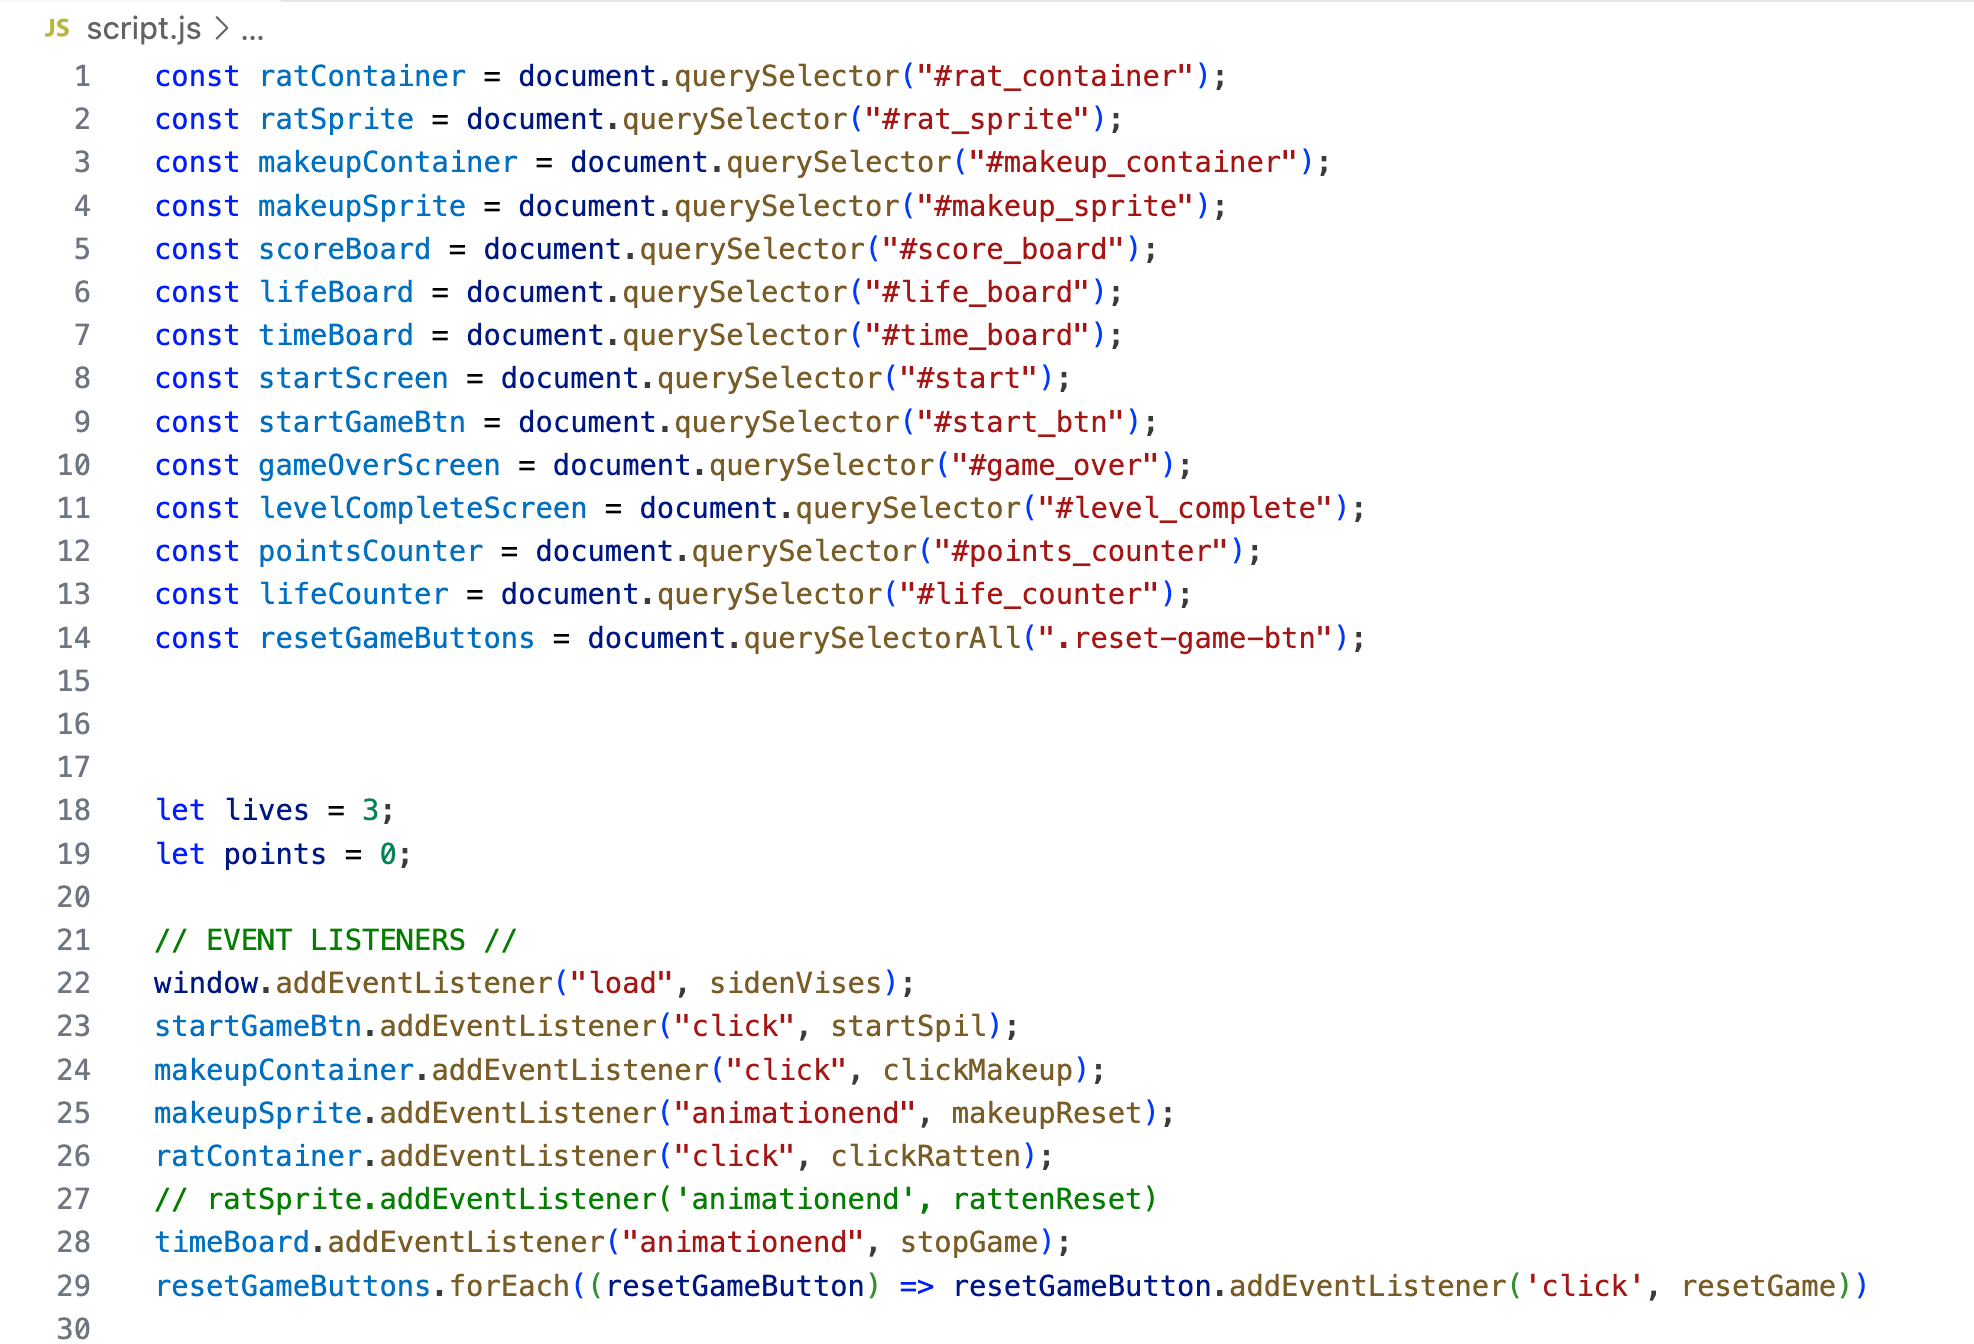 JS script.js > ...
1 const ratContainer = document.querySelector("#rat_container");
2 const ratSprite = document.querySelector("#rat_sprite");
3 const makeupContainer = document.querySelector("#makeup_container");
4 const makeupSprite = document.querySelector("#makeup_sprite");
5 const scoreBoard = document.querySelector("#score_board");
6 const lifeBoard = document.querySelector("#life_board");
7 const timeBoard = document.querySelector("#time_board");
8 const startScreen = document.querySelector("#start");
9 const startGameBtn = document.querySelector("#start_btn");
10 const gameOverScreen = document.querySelector("#game_over");
11 const levelCompleteScreen = document.querySelector("#level_complete");
12 const pointsCounter = document.querySelector("#points_counter");
13 const lifeCounter = document.querySelector("#life_counter");
14 const resetGameButtons = document.querySelectorAll(".reset-game-btn");
15
16
17
18 let lives = 3;
19 let points = 0;
20
21 // EVENT LISTENERS //
22 window.addEventListener("load", sidenVises);
23 startGameBtn.addEventListener("click", startSpil);
24 makeupContainer.addEventListener("click", clickMakeup);
25 makeupSprite.addEventListener("animationend", makeupReset);
26 ratContainer.addEventListener("click", clickRatten);
27 // ratSprite.addEventListener('animationend', rattenReset)
28 timeBoard.addEventListener("animationend", stopGame);
29 resetGameButtons.forEach((resetGameButton) => resetGameButton.addEventListener('click', resetGame))
30